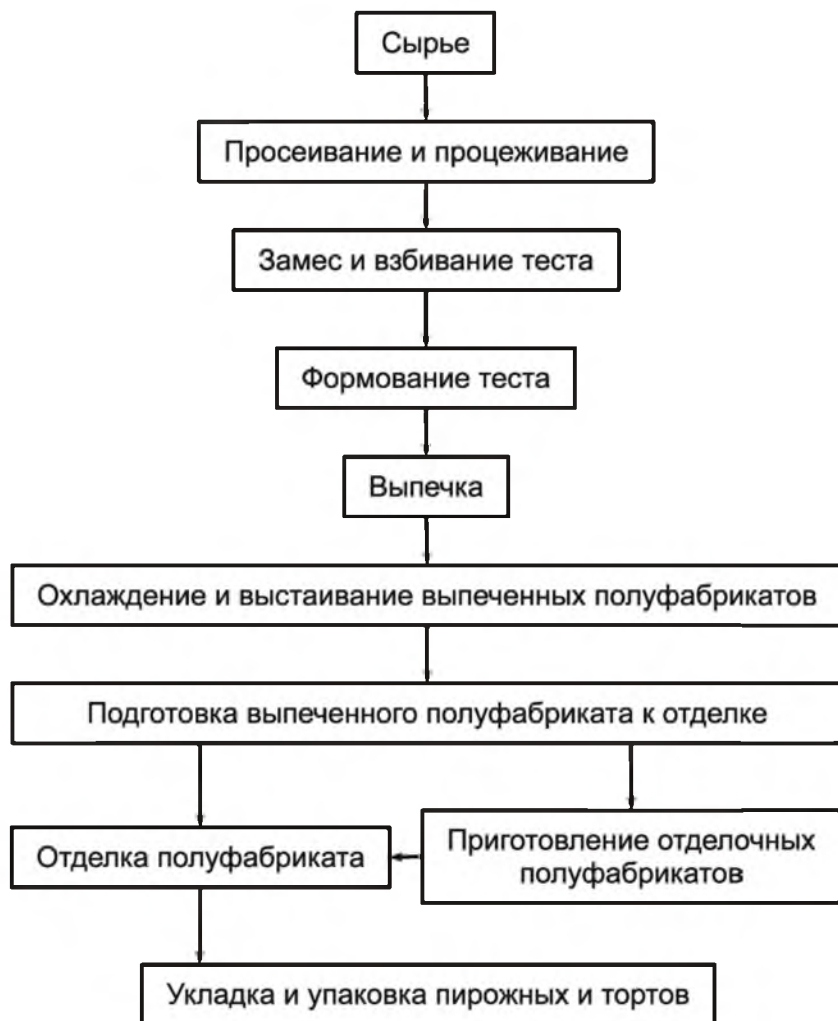 Сырье
Просеивание и процеживание
Замес и взбивание теста
Формование теста
Выпечка
Охлаждение и выстаивание выпеченных полуфабрикатов
Подготовка выпеченного полуфабриката к отделке
Отделка полуфабриката
Приготовление отделочных
полуфабрикатов
Укладка и упаковка пирожных и тортов